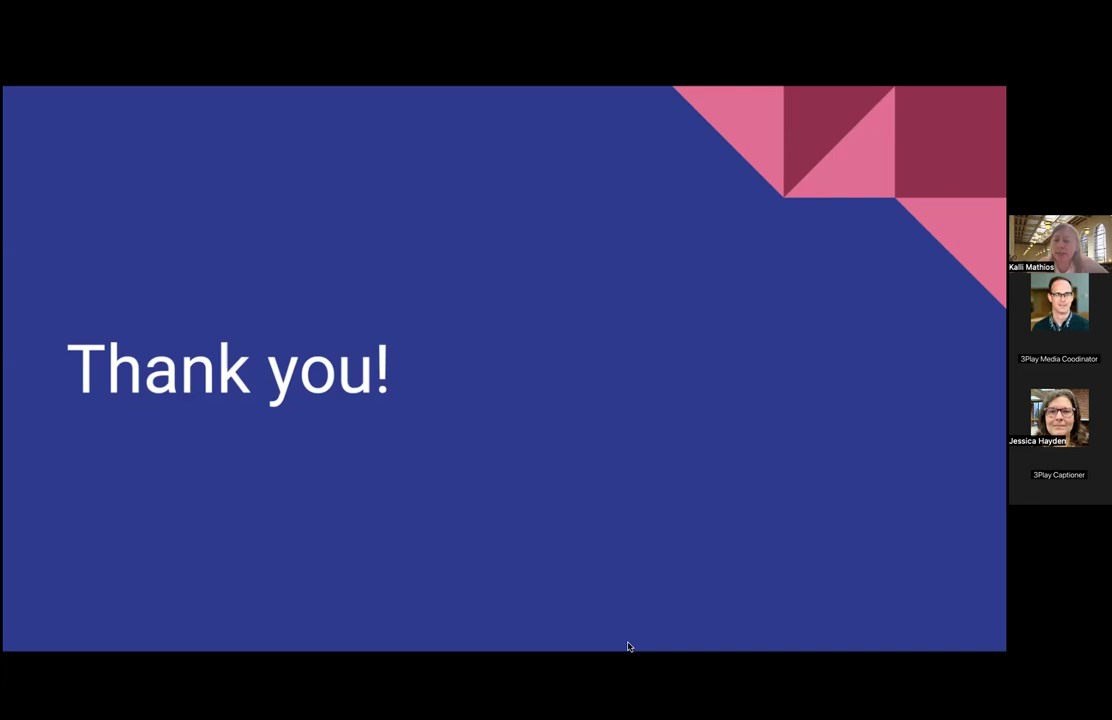 Thank you!
Kalli Mathios
3Play Media Coodinator
Jessica Hayden
3Play Captioner